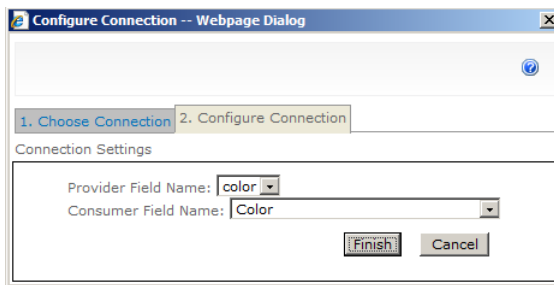 Configure Connection -- Webpage Dialog
1. Choose Connection 2. Configure Connection
Connection Settings
Provider Field Name: color
Consumer Field Name: Color
Finish Cancel